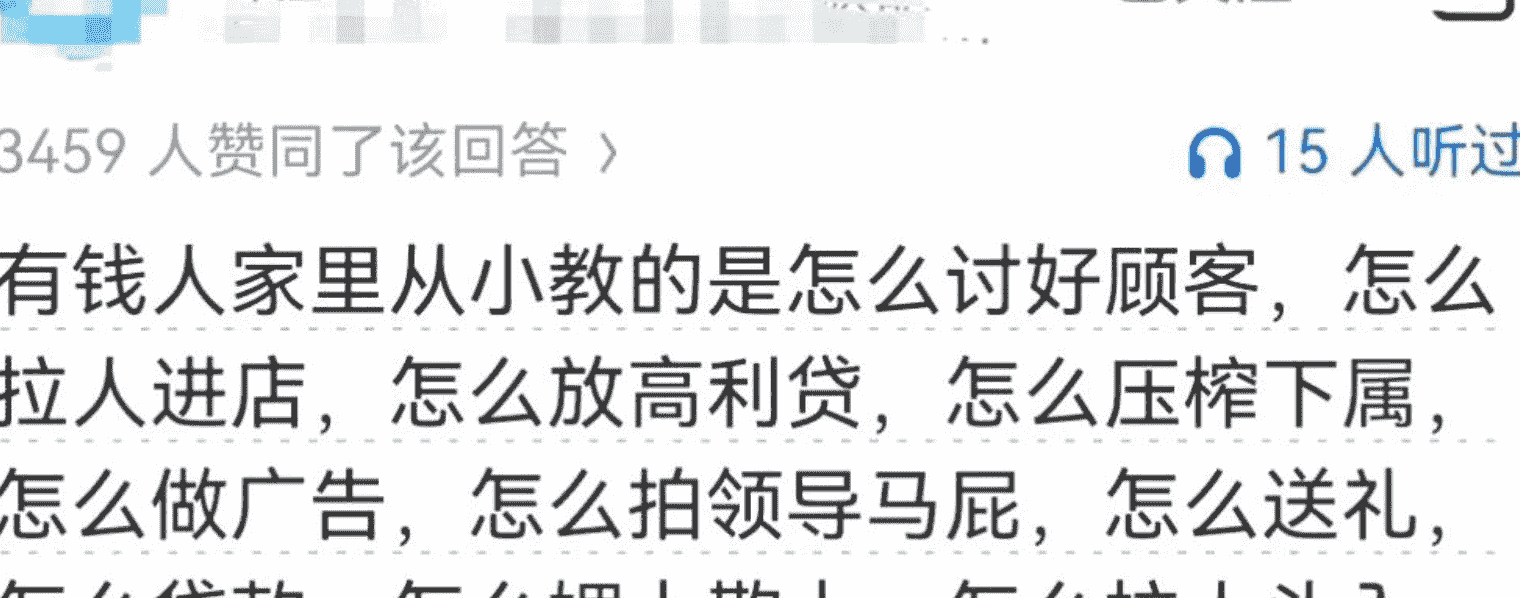 3459 人赞同了该回答 >
15 人听过
有钱人家里从小教的是怎么讨好顾客，怎么
拉人进店，怎么放高利贷，怎么压榨下属，
怎么做广告，怎么拍领导马屁，怎么送礼，